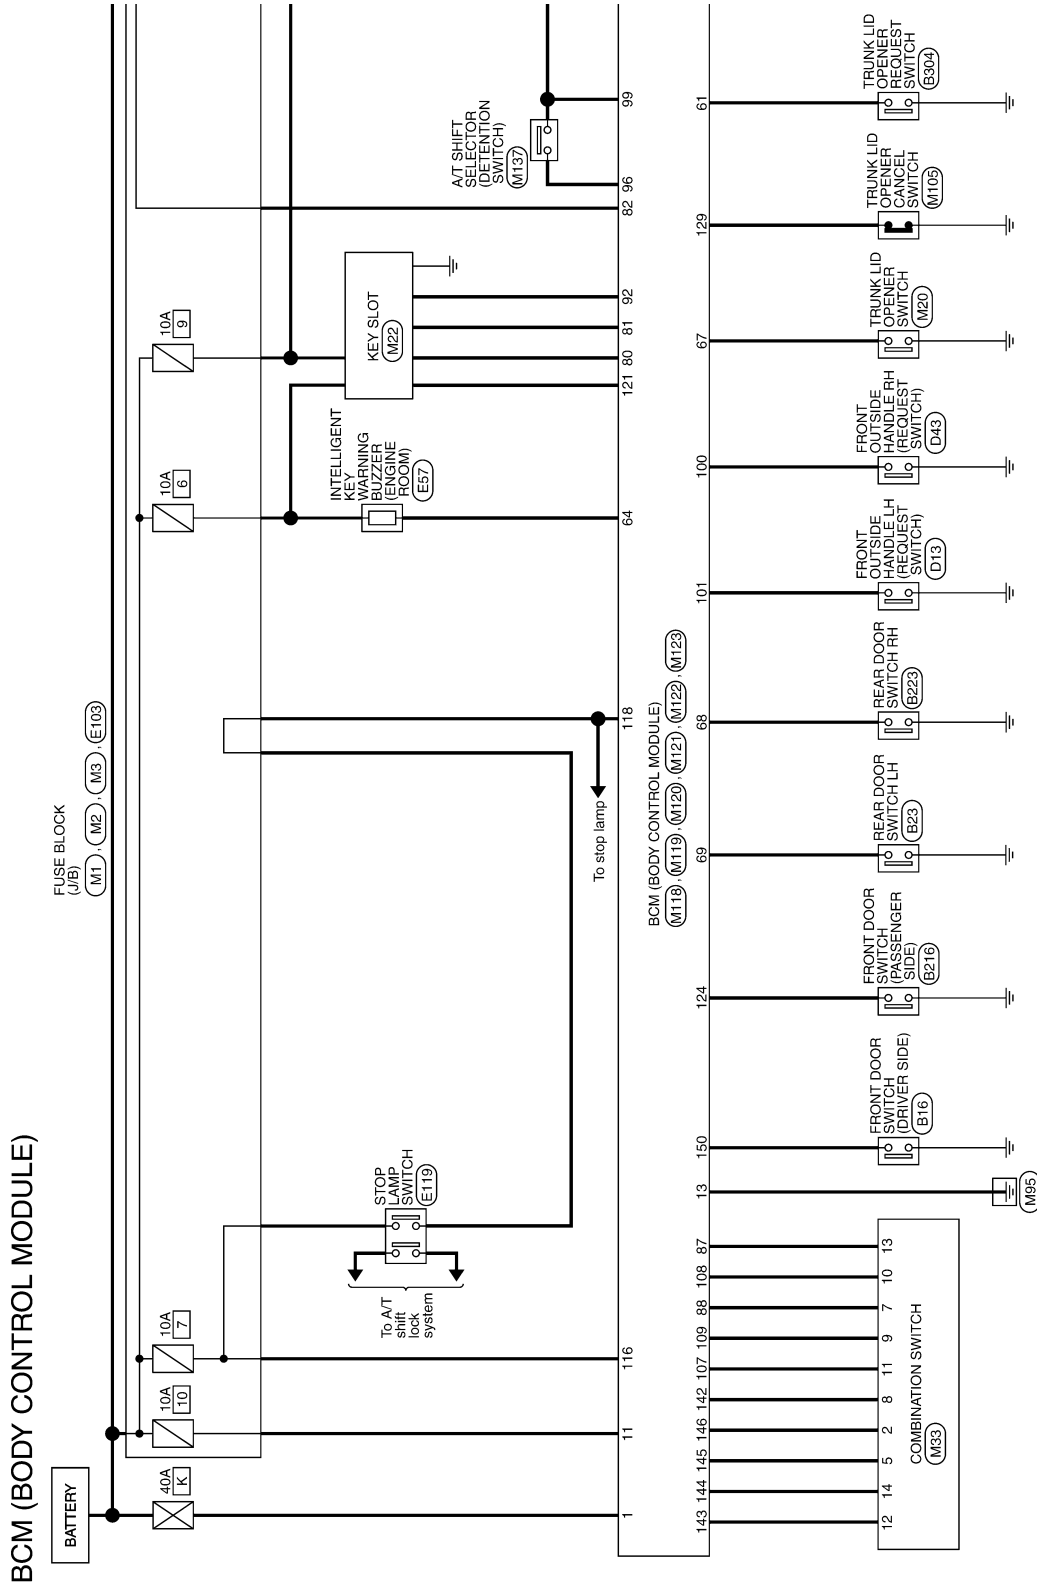 BCM (BODY CONTROL MODULE)
BATTERY
FUSE BLOCK
(J/B)
M1 , M2 , M3 , E103
40A
K
10A
10
10A
7
10A
6
10A
9
To A/T
shift
lock
system
STOP
LAMP
SWITCH
E119
INTELLIGENT
KEY
WARNING
BUZZER
(ENGINE
ROOM)
E57
KEY SLOT
M22
A/T SHIFT
SELECTOR
(DETENTION
SWITCH)
M137
To stop lamp
1
11
116
118
64
121
80
81
92
82
96
99
BCM (BODY CONTROL MODULE)
M118 , M119 , M120 , M121 , M122 , M123
143
144
145
146
142
107
109
88
108
87
13
150
124
69
68
101
100
67
129
61
12
14
5
2
8
11
9
7
10
13
COMBINATION SWITCH
M33
M95
FRONT DOOR
SWITCH
(DRIVER SIDE)
B16
FRONT DOOR
SWITCH
(PASSENGER
SIDE)
B216
REAR DOOR
SWITCH LH
B23
REAR DOOR
SWITCH RH
B223
FRONT
OUTSIDE
HANDLE LH
(REQUEST
SWITCH)
D13
FRONT
OUTSIDE
HANDLE RH
(REQUEST
SWITCH)
D43
TRUNK LID
OPENER
SWITCH
M20
TRUNK LID
OPENER
CANCEL
SWITCH
M105
TRUNK LID
OPENER
REQUEST
SWITCH
B304